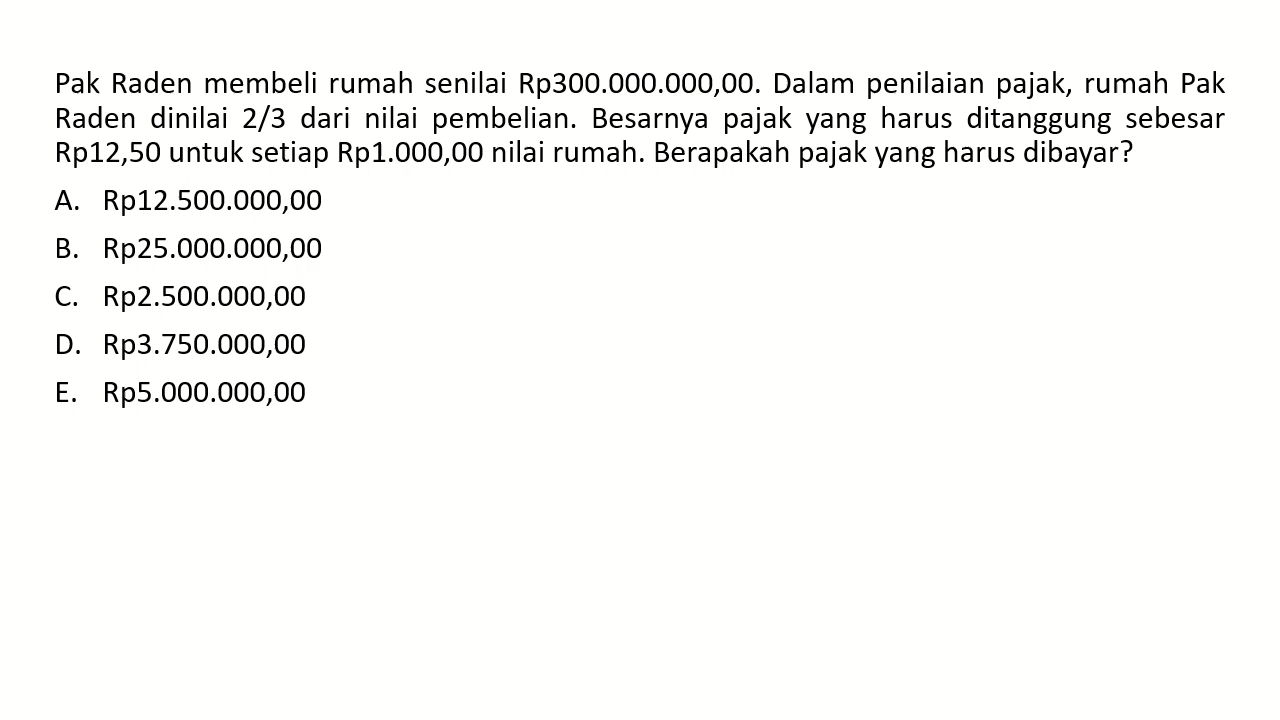 Pak Raden membeli rumah senilai Rp300.000.000,00. Dalam penilaian pajak, rumah Pak
Raden dinilai 2/3 dari nilai pembelian. Besarnya pajak yang harus ditanggung sebesar
Rp12,50 untuk setiap Rp1.000,00 nilai rumah. Berapakah pajak yang harus dibayar?
A. Rp12.500.000,00
B. Rp25.000.000,00
C. Rp2.500.000,00
D. Rp3.750.000,00
E. Rp5.000.000,00